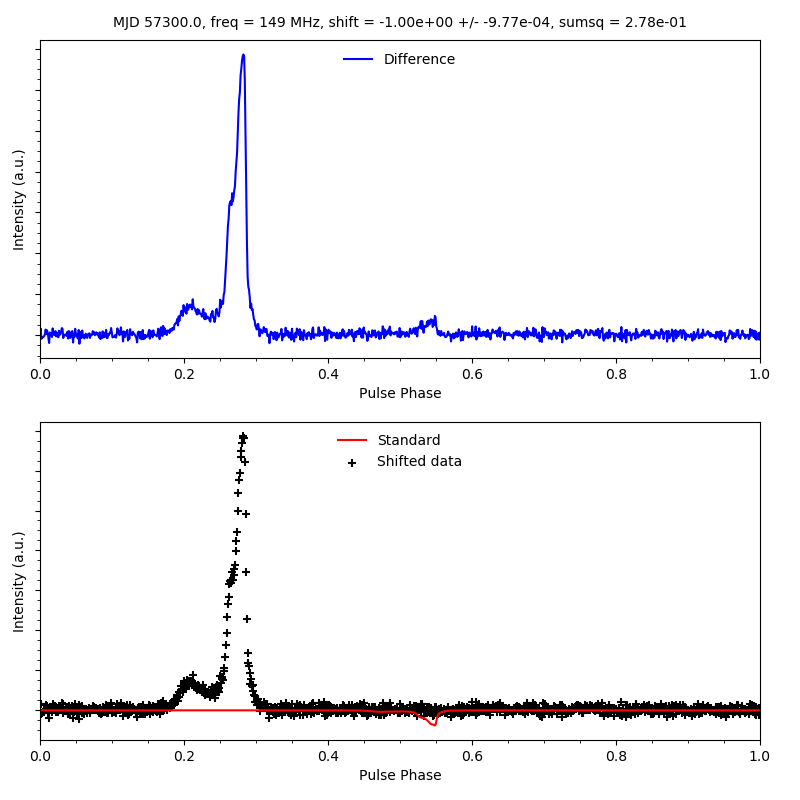 MJD 57300.0, freq = 149 MHz, shift = -1.00e+00 +/- -9.77e-04, sumsq = 2.78e-01
Difference
Intensity (a.u.)
0.0 0.2 0.4 0.6 0.8 1.0
Pulse Phase
Standard
Shifted data
Intensity (a.u.)
0.0 0.2 0.4 0.6 0.8 1.0
Pulse Phase